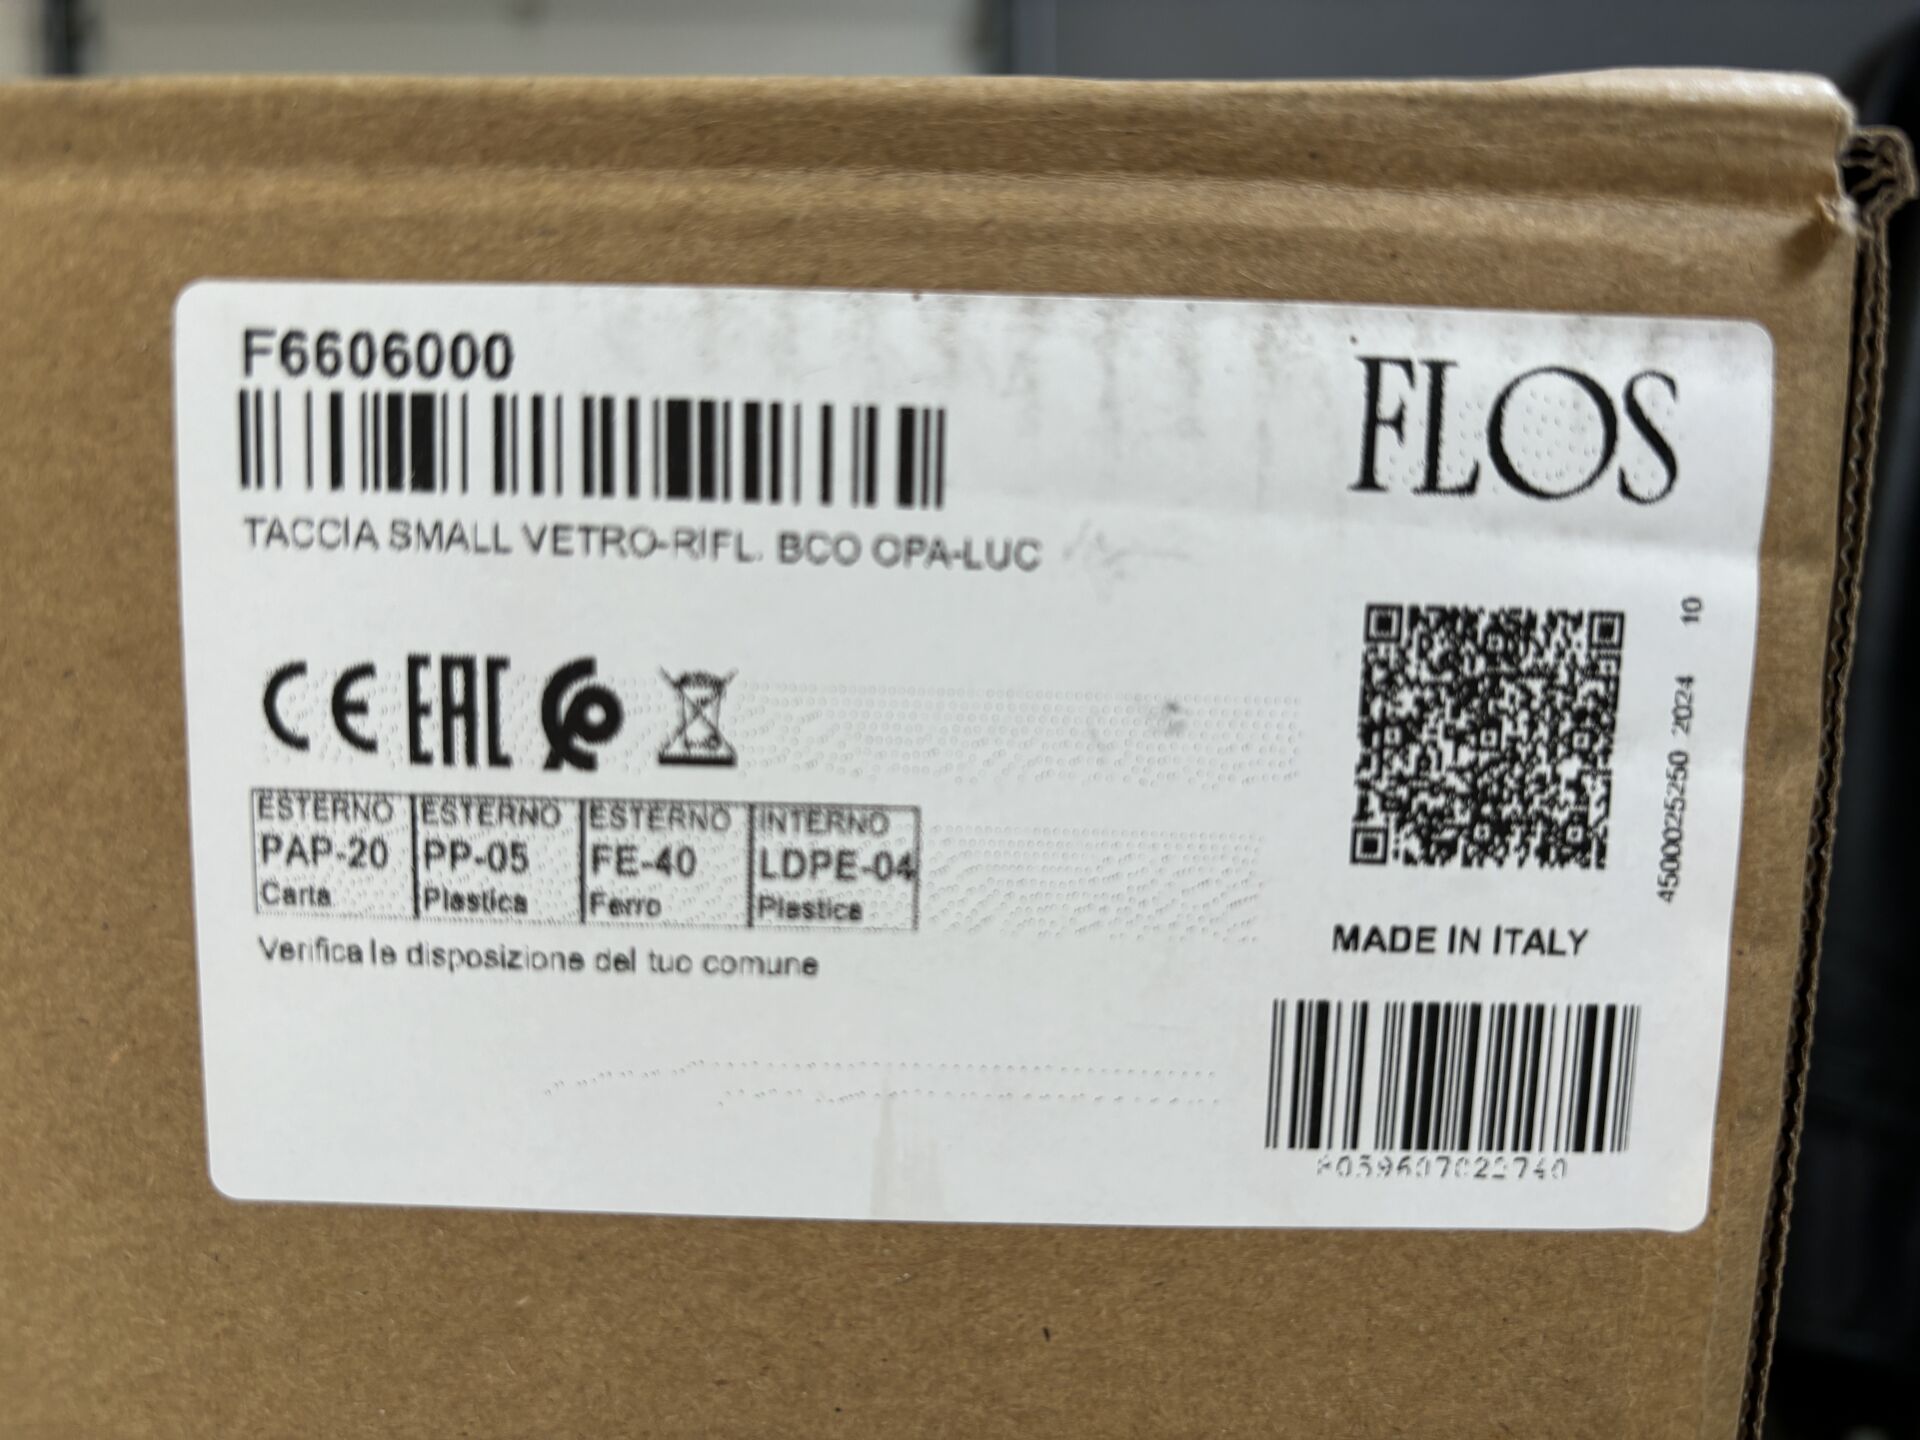 F6606000
FLOS
TACCIA SMALL VETRO-RIFL. BCO OPA-LUC
CE EAC
ESTERNO ESTERNO ESTERNO INTERNO
PAP-20 PP-05 FE-40 LDPE-04
Carta Plastica Ferro Plastica
Verifica le disposizione del tuo comune
4500025250 2024 10
MADE IN ITALY
8059607022740